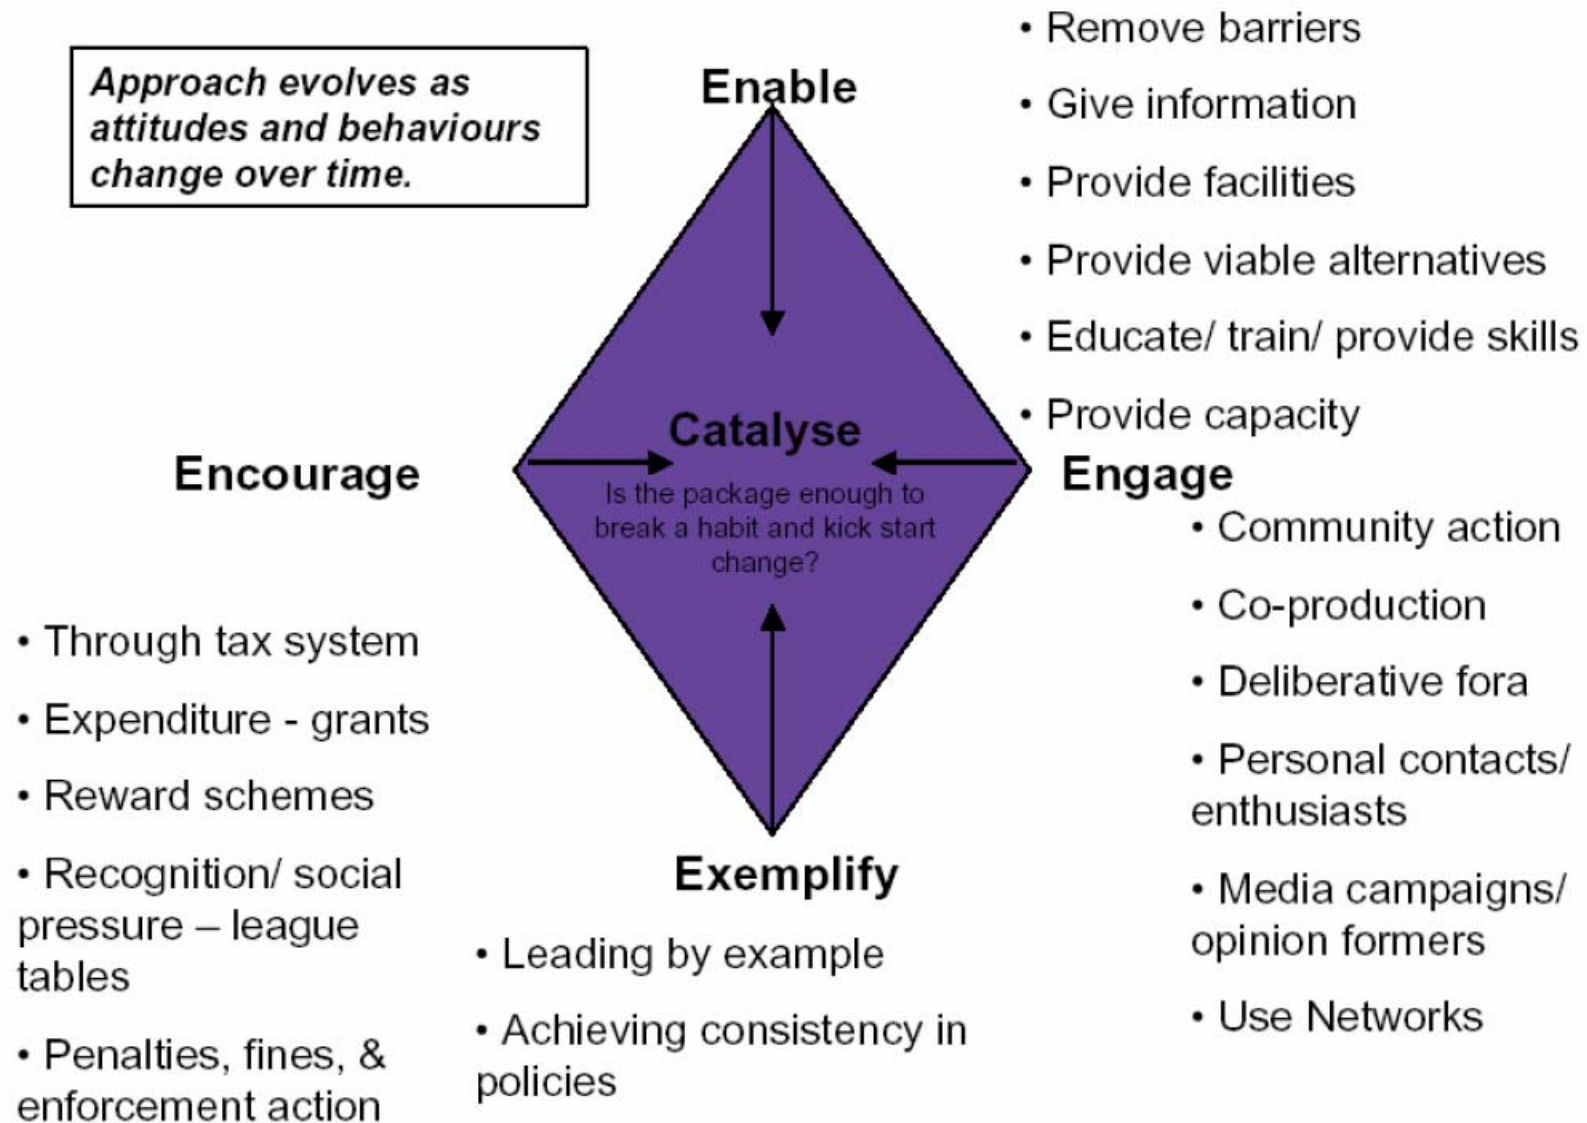 Approach evolves as
attitudes and behaviours
change over time.
Enable
• Remove barriers
• Give information
• Provide facilities
• Provide viable alternatives
• Educate/ train/ provide skills
• Provide capacity
Catalyse
Is the package enough to
break a habit and kick start
change?
Encourage
• Through tax system
• Expenditure - grants
• Reward schemes
• Recognition/ social
pressure – league
tables
• Penalties, fines, &
enforcement action
Engage
• Community action
• Co-production
• Deliberative fora
• Personal contacts/
enthusiasts
• Media campaigns/
opinion formers
• Use Networks
Exemplify
• Leading by example
• Achieving consistency in
policies